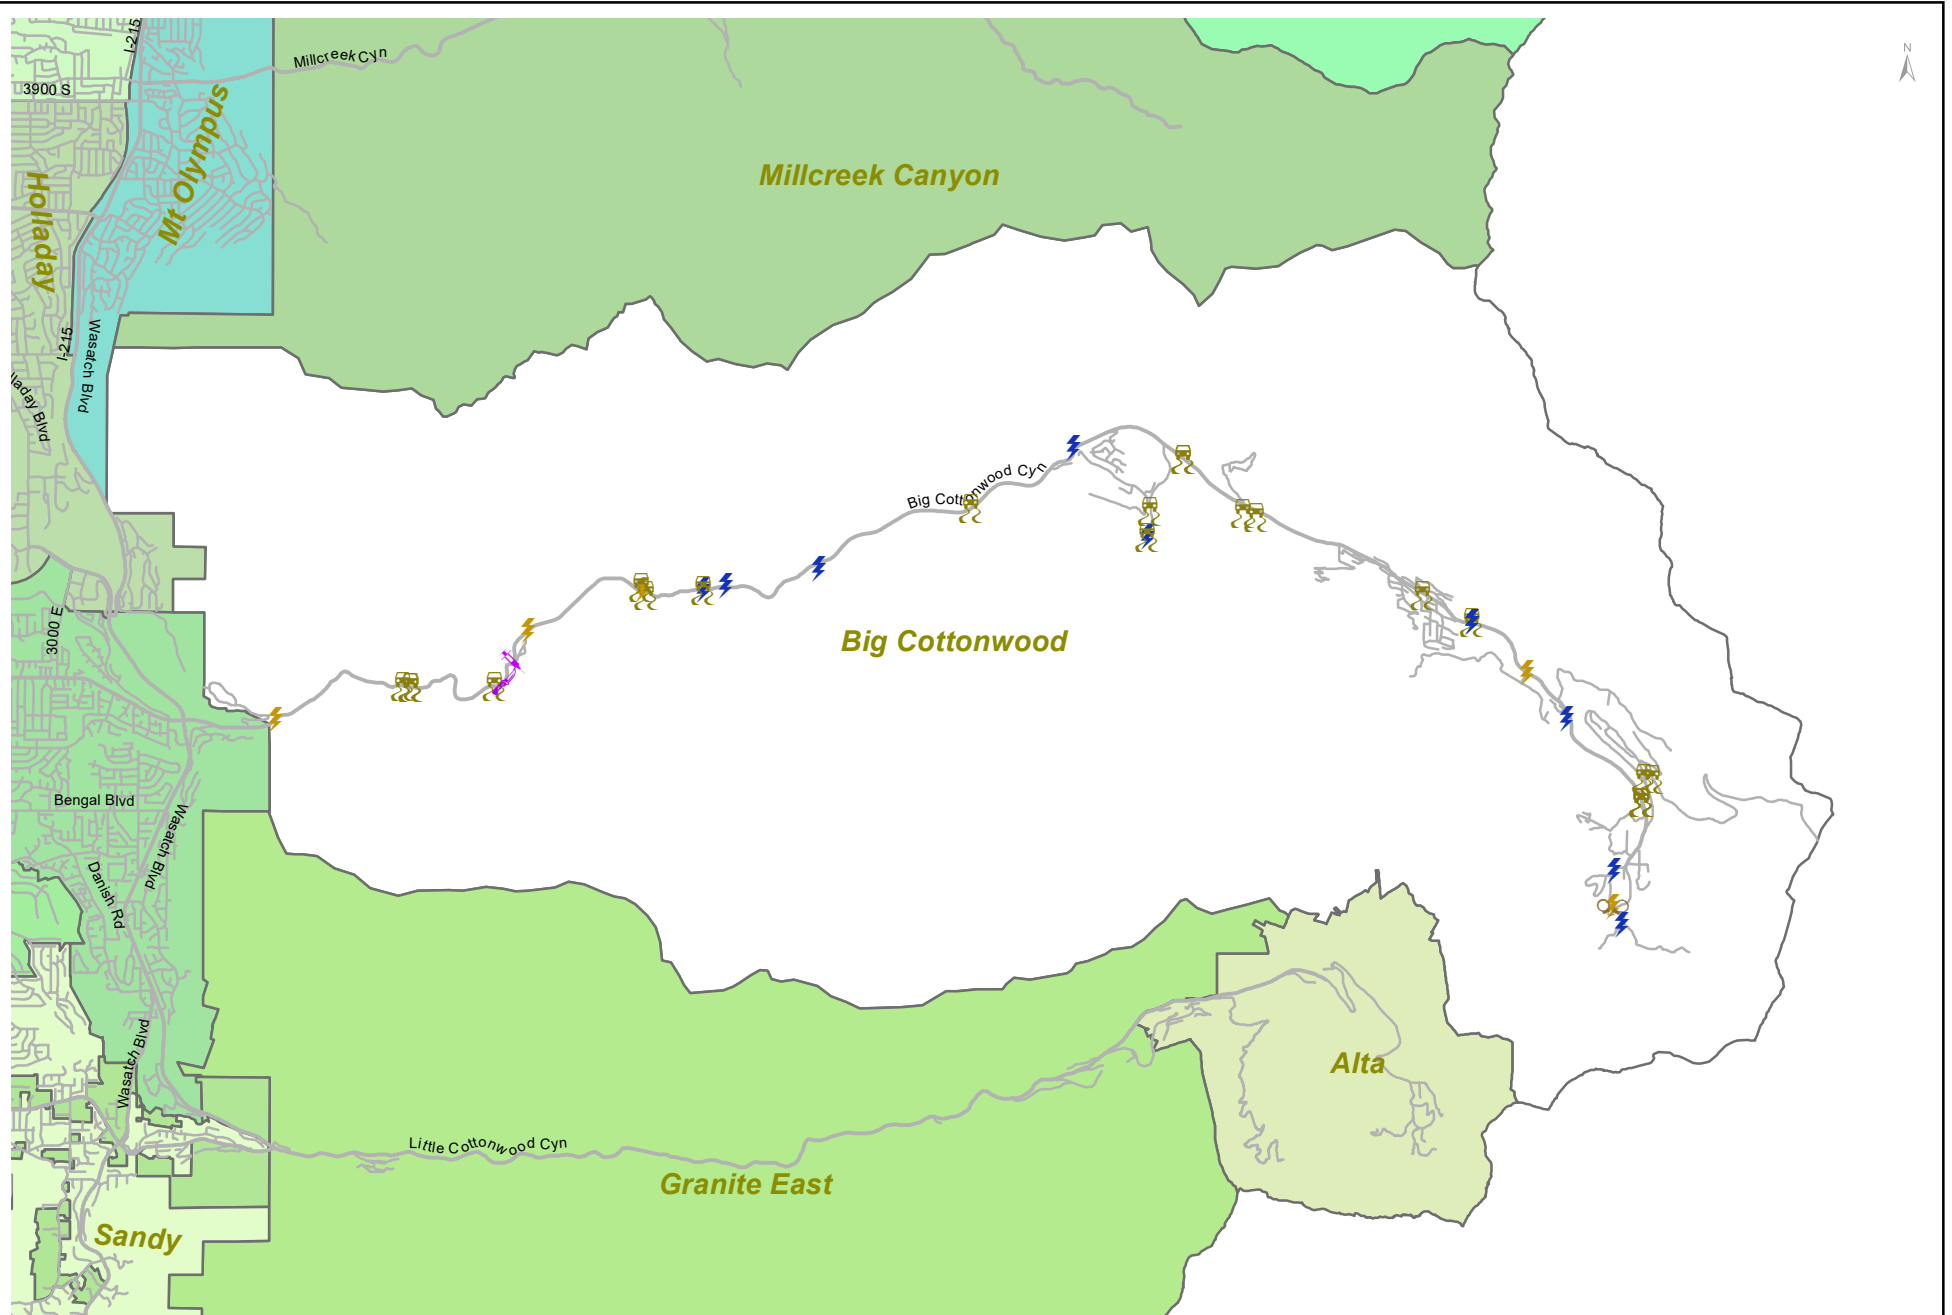 N
I-215
Millcreek Cyn
3900 S
Mt Olympus
Millcreek Canyon
Holladay
I-215
Wasatch Blvd
lladay Blvd
Big Cottonwood Cyn
3000 E
Big Cottonwood
Bengal Blvd
Wasatch Blvd
Danish Rd
Wasatch Blvd
Alta
Little Cottonwood Cyn
Granite East
Sandy